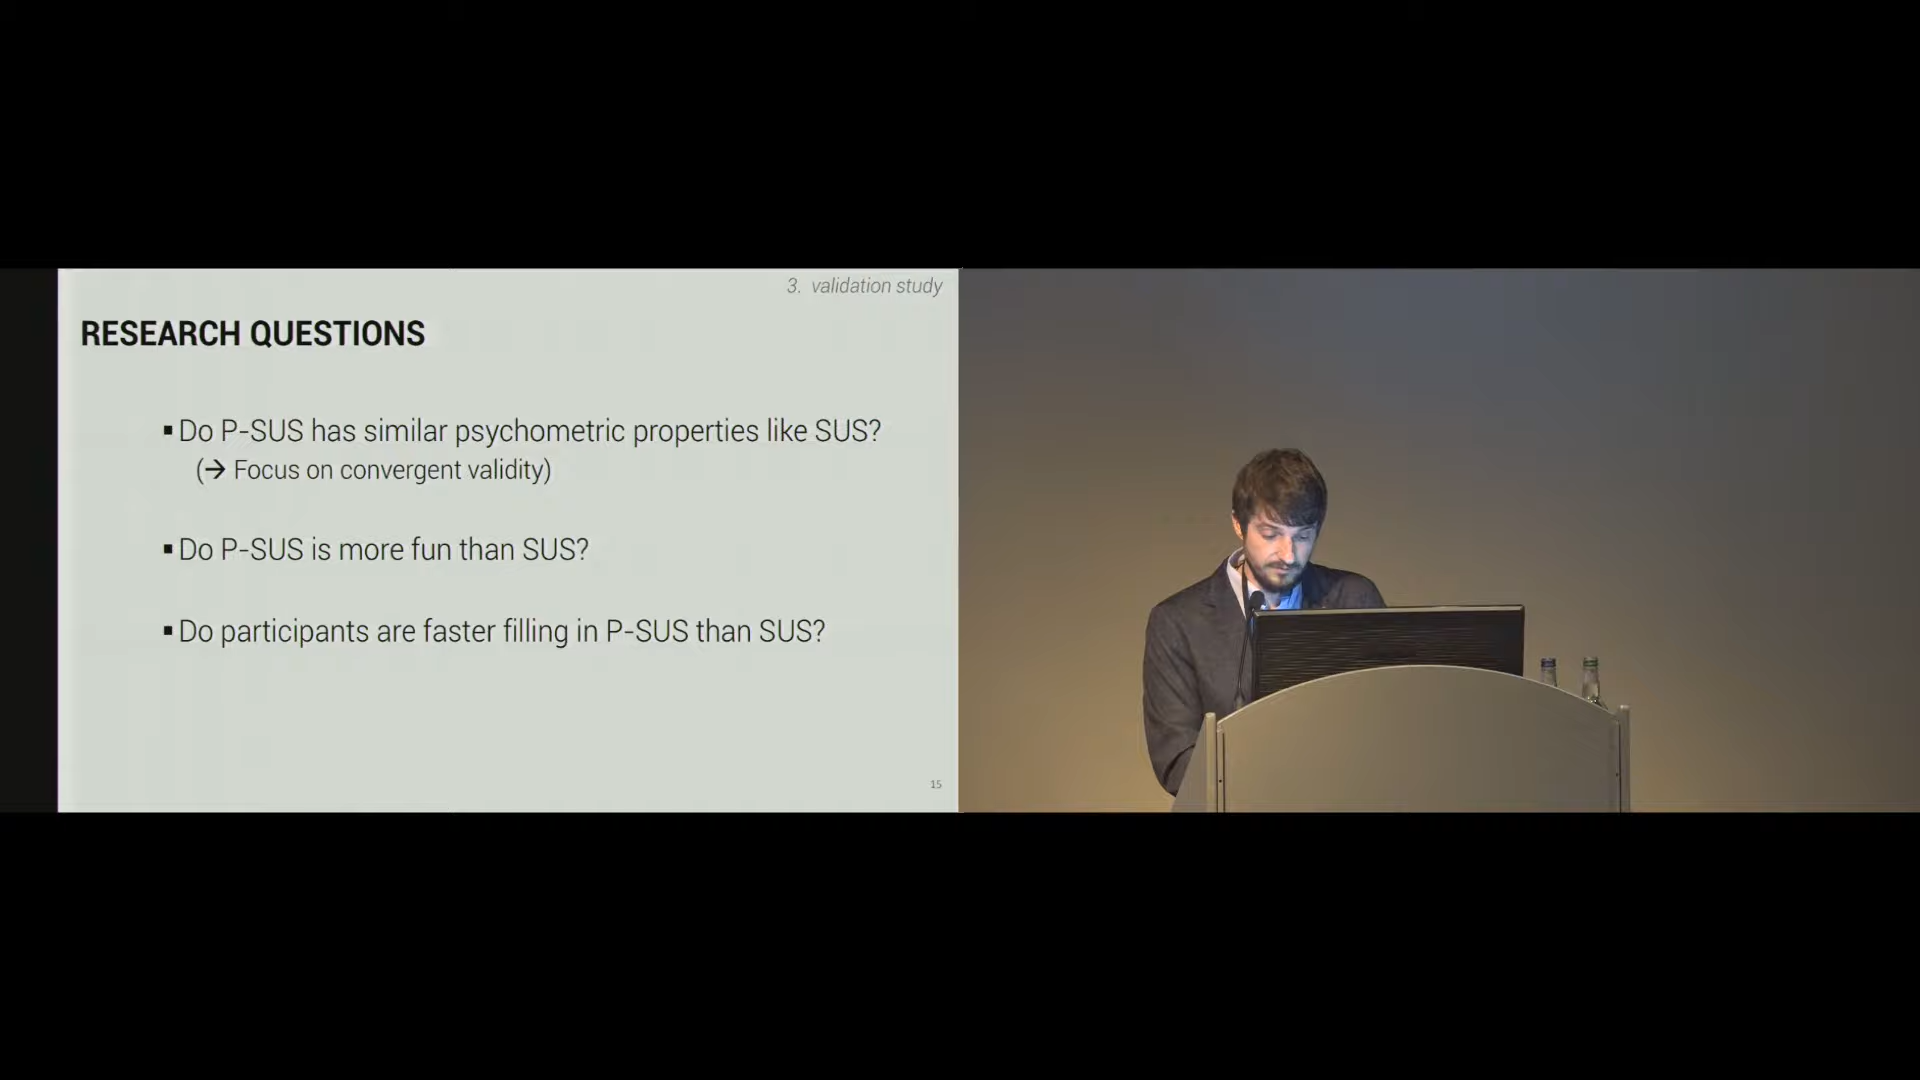 3. validation study
RESEARCH QUESTIONS
▪ Do P-SUS has similar psychometric properties like SUS?
(→ Focus on convergent validity)
▪ Do P-SUS is more fun than SUS?
▪ Do participants are faster filling in P-SUS than SUS?
15